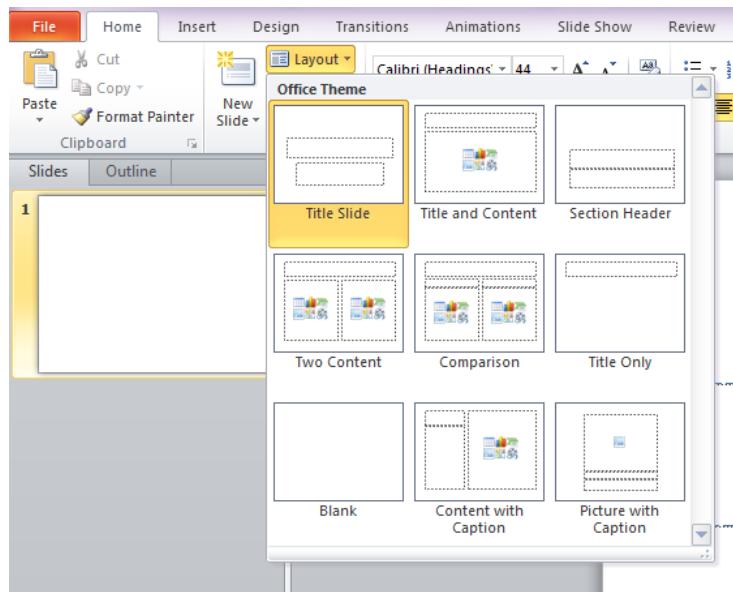 File Home Insert Design Transitions Animations Slide Show Review
Cut
Layout
Calibri (Headings 44
Copy
Paste
New
Slide
Format Painter
Clipboard
Office Theme
Title Slide Title and Content Section Header
Two Content Comparison Title Only
Blank Content with Picture with
Caption Caption
Slides Outline
1